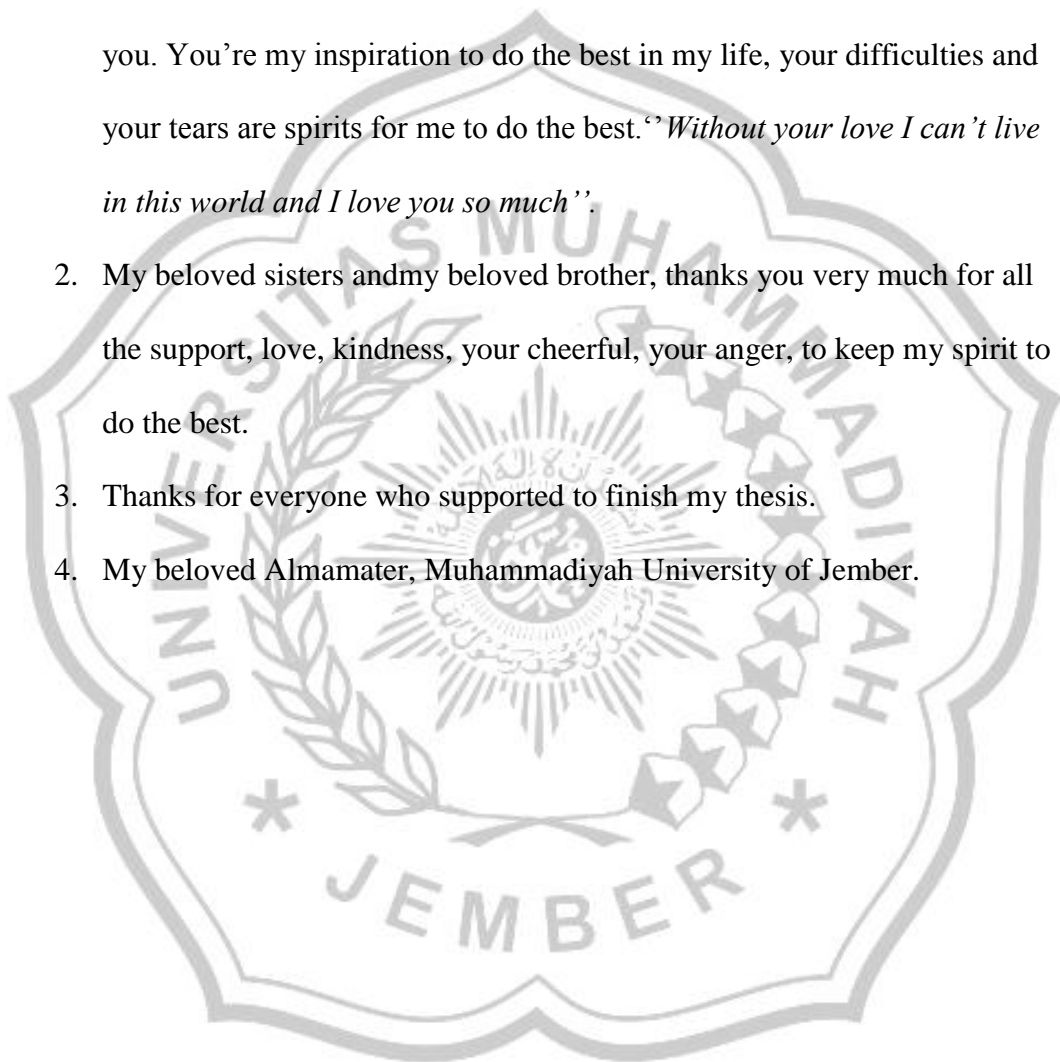 you. You’re my inspiration to do the best in my life, your difficulties and
your tears are spirits for me to do the best.‘’Without your love I can’t live
in this world and I love you so much’’.
2. My beloved sisters andmy beloved brother, thanks you very much for all
the support, love, kindness, your cheerful, your anger, to keep my spirit to
do the best.
3. Thanks for everyone who supported to finish my thesis.
4. My beloved Almamater, Muhammadiyah University of Jember.
UNIVERSITAS MUHAMMADIYAH
* JEMBER *